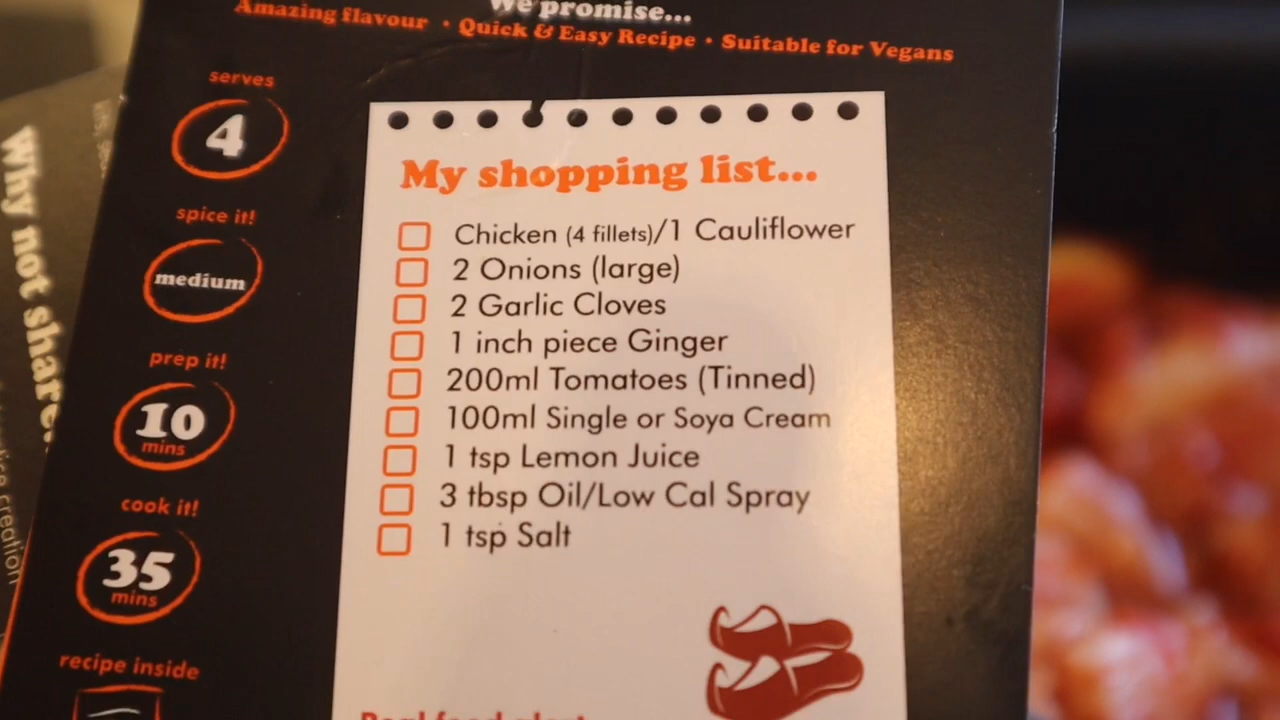 We promise...
Amazing flavour • Quick & Easy Recipe • Suitable for Vegans
serves
4
spice it!
medium
prep it!
10
mins
cook it!
35
mins
recipe inside
My shopping list...
Chicken (4 fillets)/1 Cauliflower
2 Onions (large)
2 Garlic Cloves
1 inch piece Ginger
200ml Tomatoes (Tinned)
100ml Single or Soya Cream
1 tsp Lemon Juice
3 tbsp Oil/Low Cal Spray
1 tsp Salt
Why not share
creation